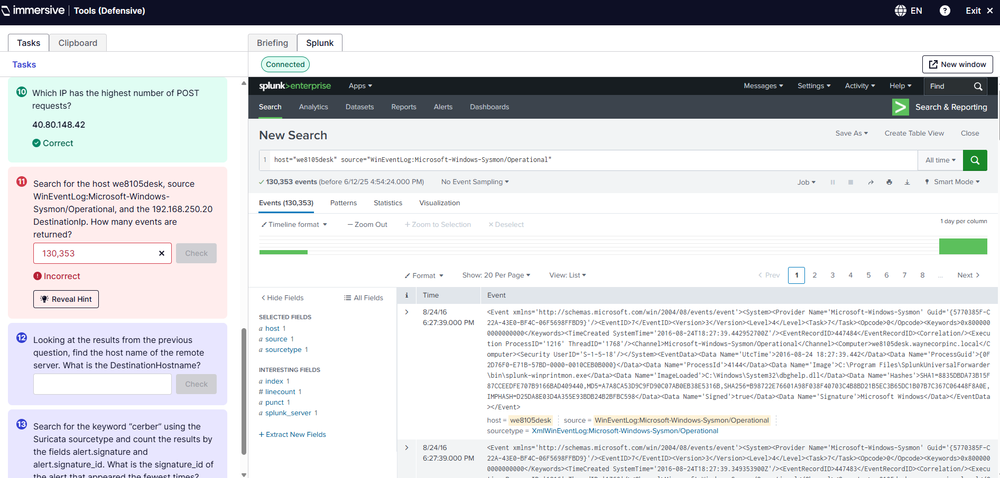 immersive | Tools (Defensive)
EN
?
Exit ×
Tasks
Clipboard
Tasks
10 Which IP has the highest number of POST
requests?
40.80.148.42
Correct
11 Search for the host we8105desk, source
WinEventLog:Microsoft-Windows-
Sysmon/Operational, and the 192.168.250.20
DestinationIp. How many events are
returned?
130,353 ×
Check
! Incorrect
Reveal Hint
12 Looking at the results from the previous
question, find the host name of the remote
server. What is the DestinationHostname?
Check
13 Search for the keyword “cerber” using the
Suricata sourcetype and count the results by
the fields alert.signature and
alert.signature_id. What is the signature_id of
the alert that appeared the fewest times?
Briefing
Splunk
Connected
New window
splunk>enterprise
Apps
Messages
Settings
Activity
Help
Find
Search
Analytics
Datasets
Reports
Alerts
Dashboards
> Search & Reporting
New Search
Save As
Create Table View
Close
1 host="we8105desk" source="WinEventLog:Microsoft-Windows-Sysmon/Operational"
All time
130,353 events (before 6/12/25 4:54:24.000 PM)
No Event Sampling
Job
Smart Mode
Events (130,353)
Patterns
Statistics
Visualization
Timeline format
— Zoom Out
+ Zoom to Selection
× Deselect
1 day per column
Format
Show: 20 Per Page
View: List
< Prev
1 2 3 4 5 6 7 8 ...
Next >
< Hide Fields
All Fields
SELECTED FIELDS
a host 1
a source 1
a sourcetype 1
INTERESTING FIELDS
a index 1
# linecount 1
a punct 1
a splunk_server 1
+ Extract New Fields
i Time Event
> 8/24/16
6:27:39.000 PM
<Event xmlns='http://schemas.microsoft.com/win/2004/08/events/event'><System><Provider Name='Microsoft-Windows-Sysmon' Guid='{5770385F-C
22A-43E0-BF4C-06F5698FFBD9}'/><EventID>7</EventID><Version>3</Version><Level>4</Level><Task>7</Task><Opcode>0</Opcode><Keywords>0x800000
0000000000</Keywords><TimeCreated SystemTime='2016-08-24T18:27:39.442952700Z'/><EventRecordID>447484</EventRecordID><Correlation/><Execu
tion ProcessID='1216' ThreadID='1768'/><Channel>Microsoft-Windows-Sysmon/Operational</Channel><Computer>we8105desk.waynecorpinc.local</C
omputer><Security UserID='S-1-5-18'/></System><EventData><Data Name='UtcTime'>2016-08-24 18:27:39.442</Data><Data Name='ProcessGuid'>{0F
2D76F0-E71B-57BD-0000-0010CEB0B000}</Data><Data Name='ProcessId'>4144</Data><Data Name='Image'>C:\Program Files\SplunkUniversalForwarder
\bin\splunk-winprintmon.exe</Data><Data Name='ImageLoaded'>C:\Windows\System32\dbghelp.dll</Data><Data Name='Hashes'>SHA1=8835DBDA73B15F
87CCEEDFE707B9166BAD409440,MD5=A7A8CA53D9C9FD90C07AB0EB38E5316B,SHA256=B98722E76601A98F038F40703C4B8BD21B5EC3B65DC1B07B7C367C06448F8A0E,
IMPHASH=D25DA8E03D4A355E93BDB24B2BFBC598</Data><Data Name='Signed'>true</Data><Data Name='Signature'>Microsoft Windows</Data></EventData
></Event>
host = we8105desk
source = WinEventLog:Microsoft-Windows-Sysmon/Operational
sourcetype = XmlWinEventLog:Microsoft-Windows-Sysmon/Operational
> 8/24/16
6:27:39.000 PM
<Event xmlns='http://schemas.microsoft.com/win/2004/08/events/event'><System><Provider Name='Microsoft-Windows-Sysmon' Guid='{5770385F-C
22A-43E0-BF4C-06F5698FFBD9}'/><EventID>7</EventID><Version>3</Version><Level>4</Level><Task>7</Task><Opcode>0</Opcode><Keywords>0x800000
0000000000</Keywords><TimeCreated SystemTime='2016-08-24T18:27:39.349353900Z'/><EventRecordID>447483</EventRecordID><Correlation/><Execu